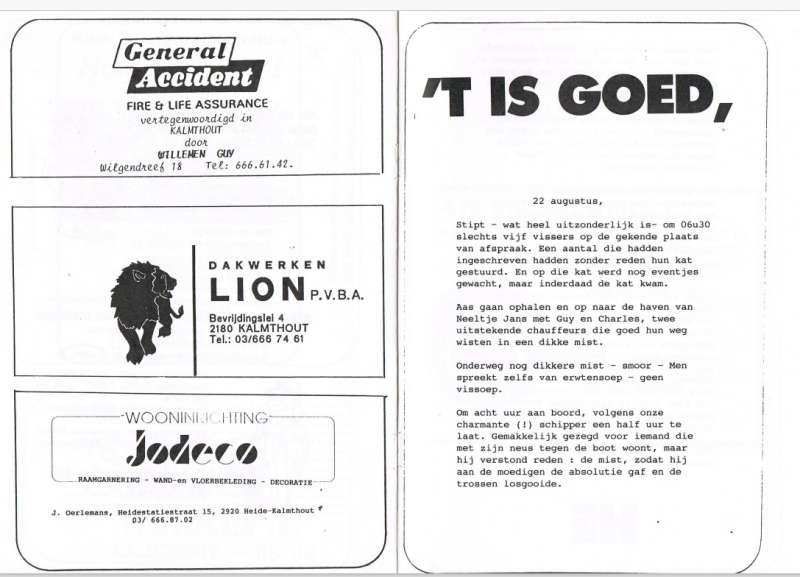 General
Accident
FIRE & LIFE ASSURANCE
vertegenwoordigd in
KALMTHOUT
door
WILLEMEN GUY
Wilgendreef 18 Tel: 666.61.42.
DAKWERKEN
LION P.V.B.A.
Bevrijdingslei 4
2180 KALMTHOUT
Tel.: 03/666 74 61
WOONINRICHTING
Jodeco
RAAMGARNERING - WAND-en VLOERBEKLEDING - DECORATIE
J. Oerlemans, Heidestatiestraat 15, 2920 Heide-Kalmthout
03/ 666.87.02
'T IS GOED,
22 augustus,
Stipt - wat heel uitzonderlijk is- om 06u30
slechts vijf vissers op de gekende plaats
van afspraak. Een aantal die hadden
ingeschreven hadden zonder reden hun kat
gestuurd. En op die kat werd nog eventjes
gewacht, maar inderdaad de kat kwam.
Aas gaan ophalen en op naar de haven van
Neeltje Jans met Guy en Charles, twee
uitstekende chauffeurs die goed hun weg
wisten in een dikke mist.
Onderweg nog dikkere mist - smoor - Men
spreekt zelfs van erwtensoep - geen
vissoep.
Om acht uur aan boord, volgens onze
charmante (!) schipper een half uur te
laat. Gemakkelijk gezegd voor iemand die
met zijn neus tegen de boot woont, maar
hij verstond reden : de mist, zodat hij
aan de moedigen de absolutie gaf en de
trossen losgooide.